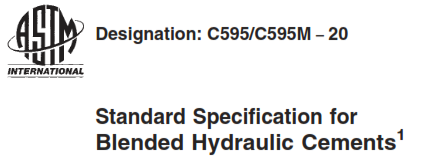 ASTM
INTERNATIONAL
Designation: C595/C595M – 20
Standard Specification for
Blended Hydraulic Cements¹